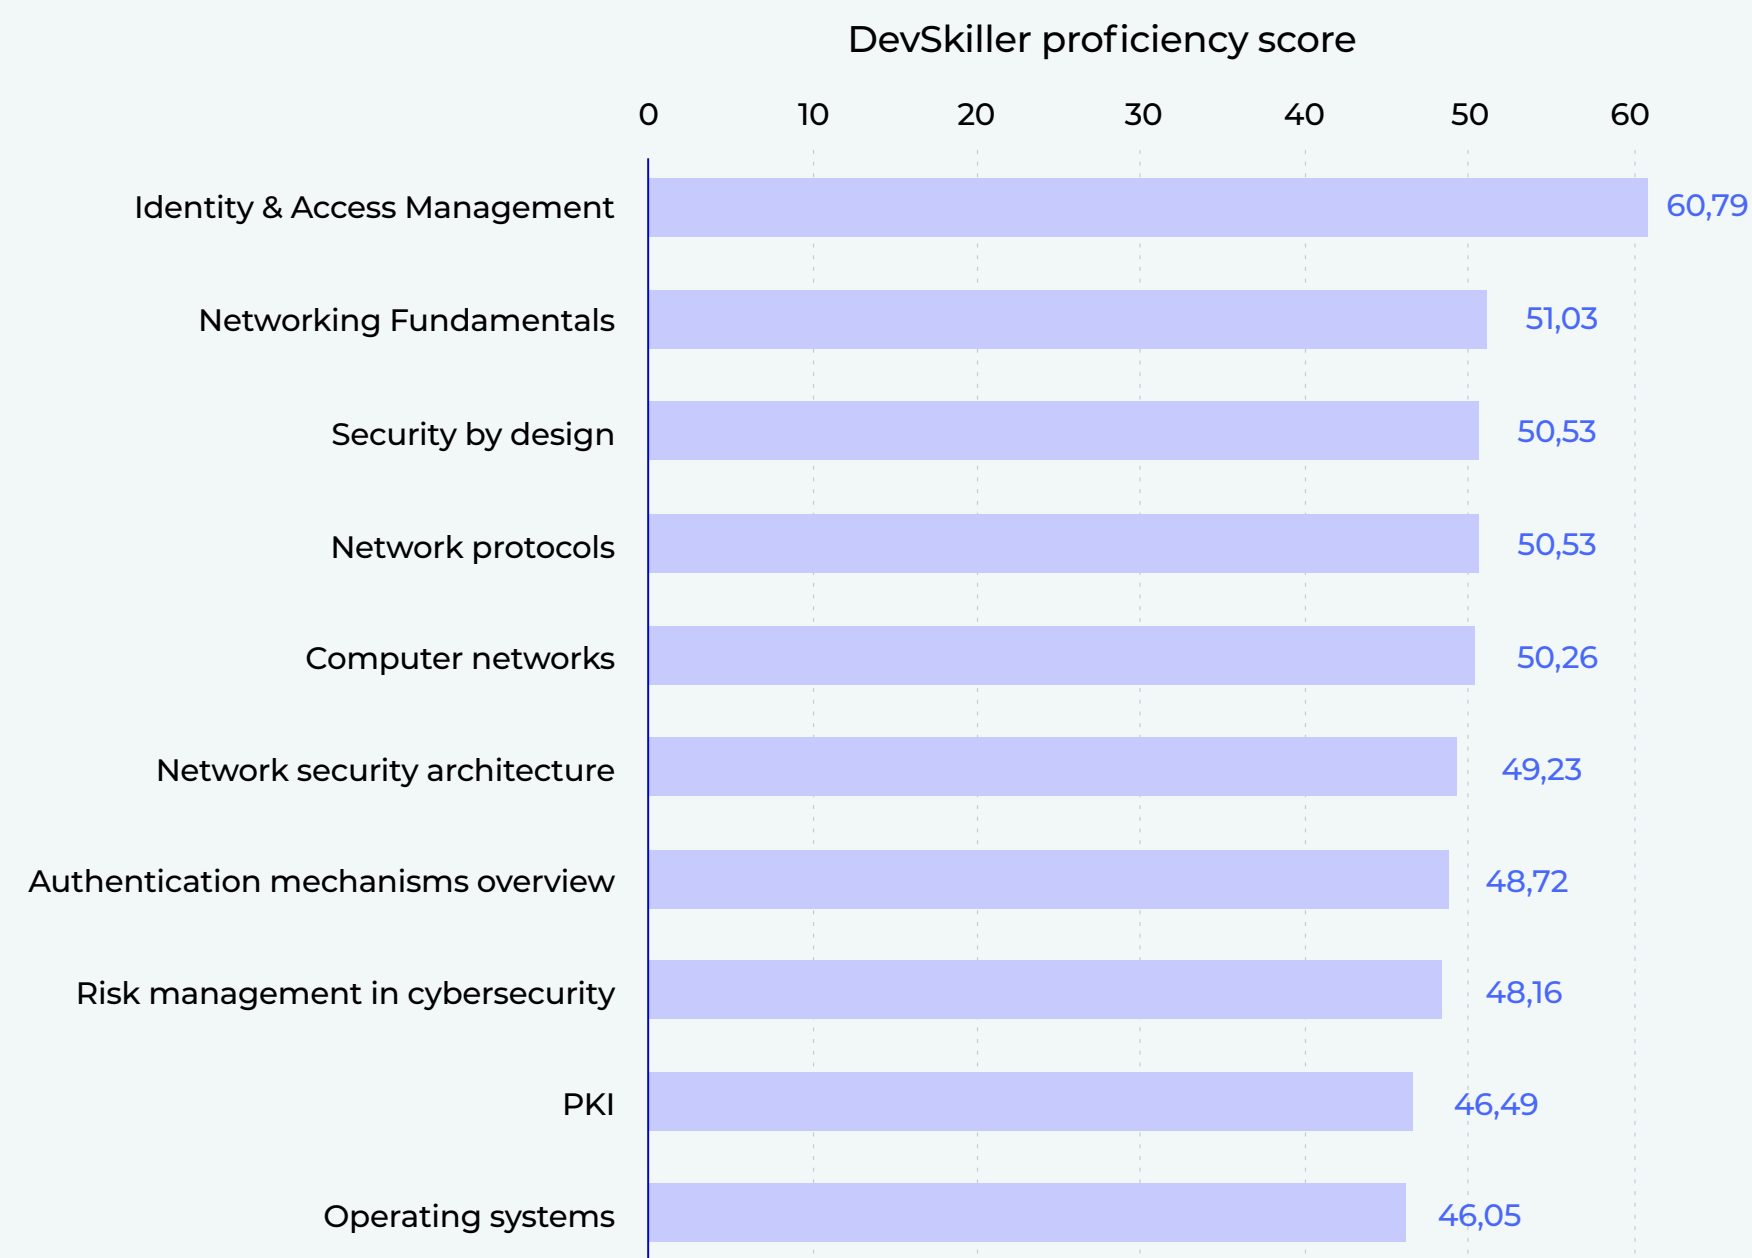 DevSkiller proficiency score
0 10 20 30 40 50 60
Identity & Access Management 60,79
Networking Fundamentals 51,03
Security by design 50,53
Network protocols 50,53
Computer networks 50,26
Network security architecture 49,23
Authentication mechanisms overview 48,72
Risk management in cybersecurity 48,16
PKI 46,49
Operating systems 46,05